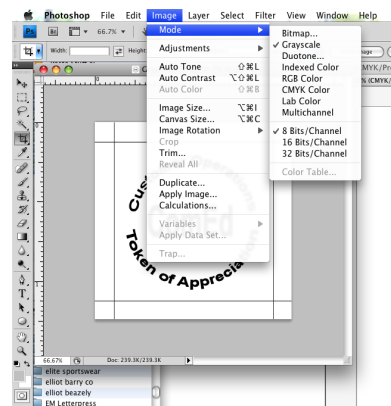 Photoshop File Edit Image Layer Select Filter View Window Help
Ps Br 66.7%
Width: Height
Mode
Adjustments
Auto Tone ⇧⌘L
Auto Contrast ⌥⇧⌘L
Auto Color ⇧⌘B
Image Size... ⌥⌘I
Canvas Size... ⌥⌘C
Image Rotation
Crop
Trim...
Reveal All
Duplicate...
Apply Image...
Calculations...
Variables
Apply Data Set...
Trap...
Bitmap...
✓ Grayscale
Duotone...
Indexed Color
RGB Color
CMYK Color
Lab Color
Multichannel
✓ 8 Bits/Channel
16 Bits/Channel
32 Bits/Channel
Color Table...
Token of Apprecia
66.67% Doc: 239.3K/239.3K
elite sportswear
elliot barry co
elliot beazely
EM Letterpress